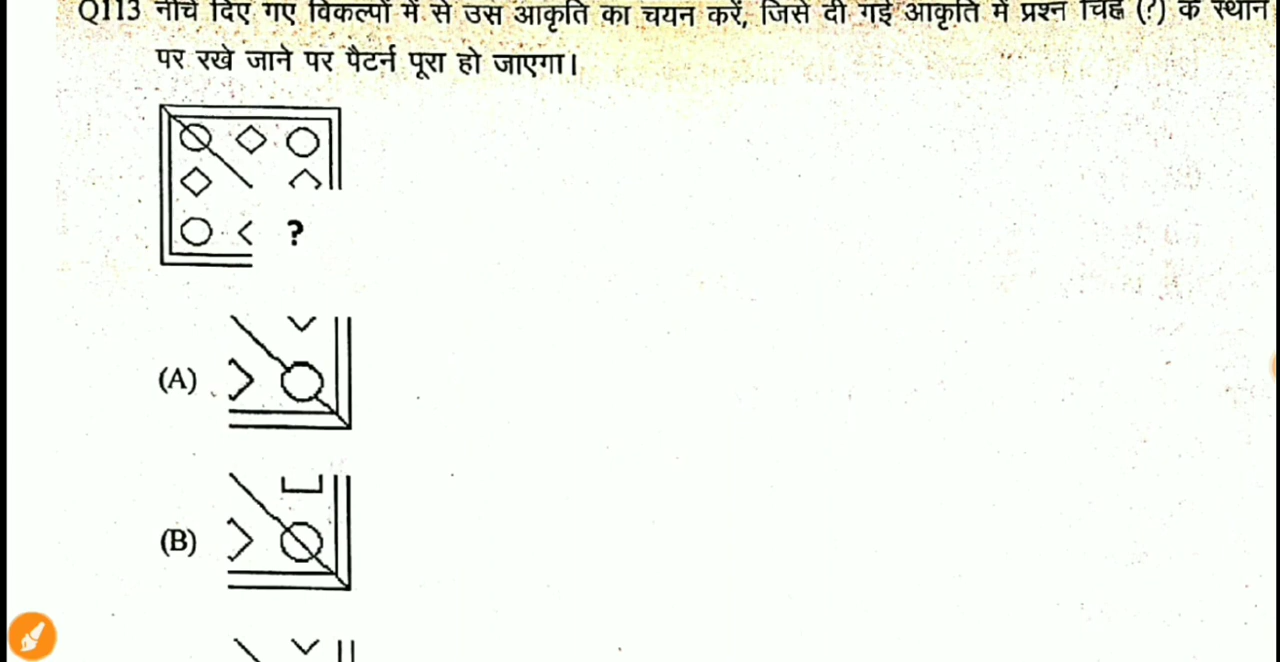 Q113 नीचे दिए गए विकल्पों में से उस आकृति का चयन करें, जिसे दी गई आकृति में प्रश्न चिह्न (?) के स्थान
पर रखे जाने पर पैटर्न पूरा हो जाएगा।
?
(A)
(B)